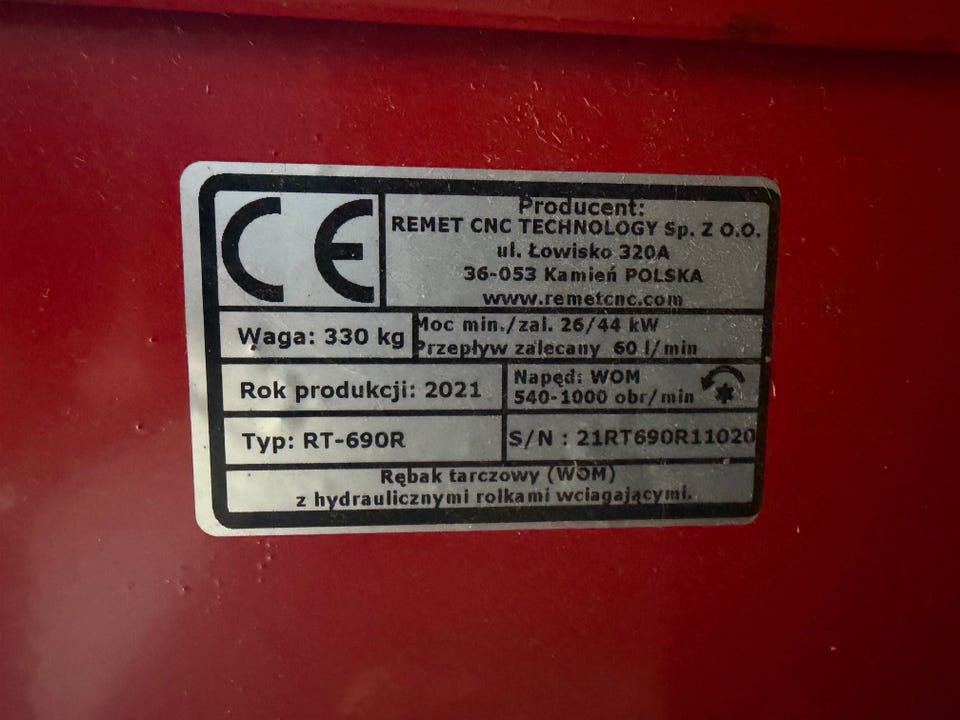 CE
Producent:
REMET CNC TECHNOLOGY Sp. Z O.O.
ul. Łowisko 320A
36-053 Kamień POLSKA
www.remetcnc.com
Waga: 330 kg
Moc min./zal. 26/44 kW
Przepływ zalecany 60 l/min
Rok produkcji: 2021
Napęd: WOM
540-1000 obr/min
Typ: RT-690R
S/N : 21RT690R11020
Rębak tarczowy (WOM)
z hydraulicznymi rolkami wciagającymi.